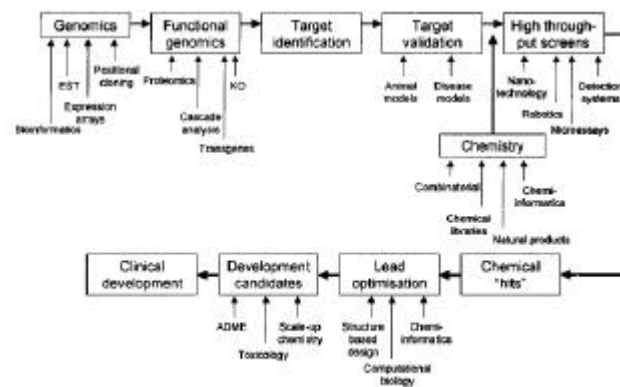 Genomics
Functional
genomics
Target
identification
Target
validation
High through-
put screens
Positional
cloning
EST
Expression
arrays
Bioinformatics
Proteomics
KO
Cascade
analysis
Transgenes
Animal
models
Disease
models
Nano-
technology
Detection
systems
Robotics
Microassays
Chemistry
Combinatorial
Chemi-
informatics
Chemical
libraries
Natural products
Clinical
development
Development
candidates
Lead
optimisation
Chemical
"hits"
ADME
Scale-up
chemistry
Toxicology
Structure
based
design
Chemi-
informatics
Computational
biology